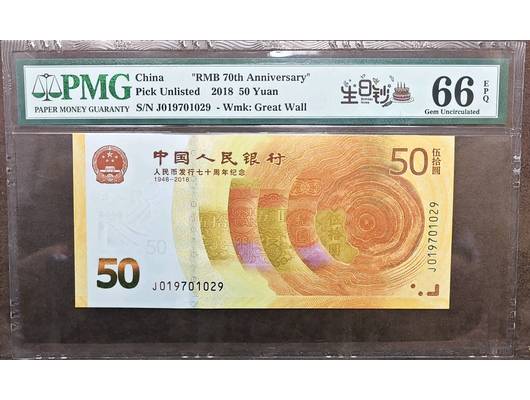 PMG
PAPER MONEY GUARANTY
China "RMB 70th Anniversary"
Pick Unlisted 2018 50 Yuan
S/N J019701029 - Wmk: Great Wall
生日钞
66 EPQ
Gem Uncirculated
中国人民银行
人民币发行七十周年纪念
1948-2018
50 伍拾圆
50
50
J019701029
J019701029